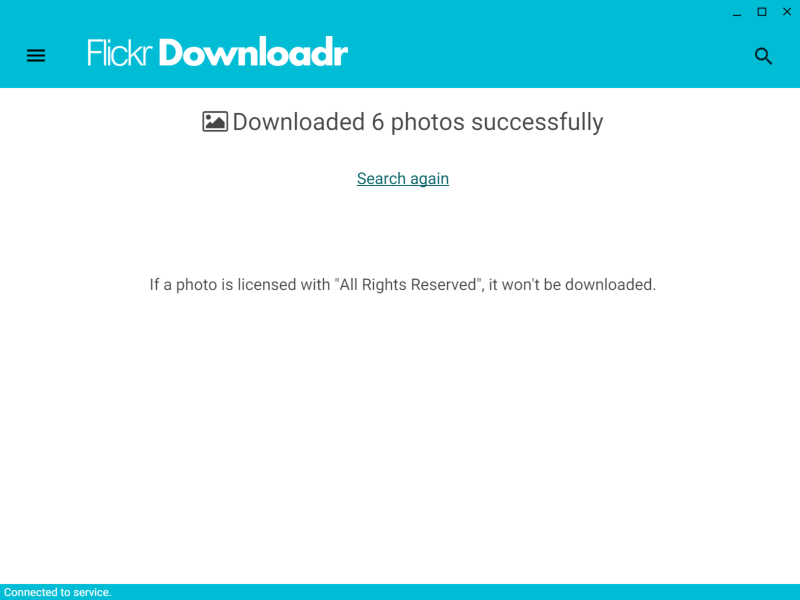 Flickr Downloadr
Downloaded 6 photos successfully
Search again
If a photo is licensed with "All Rights Reserved", it won't be downloaded.
Connected to service.